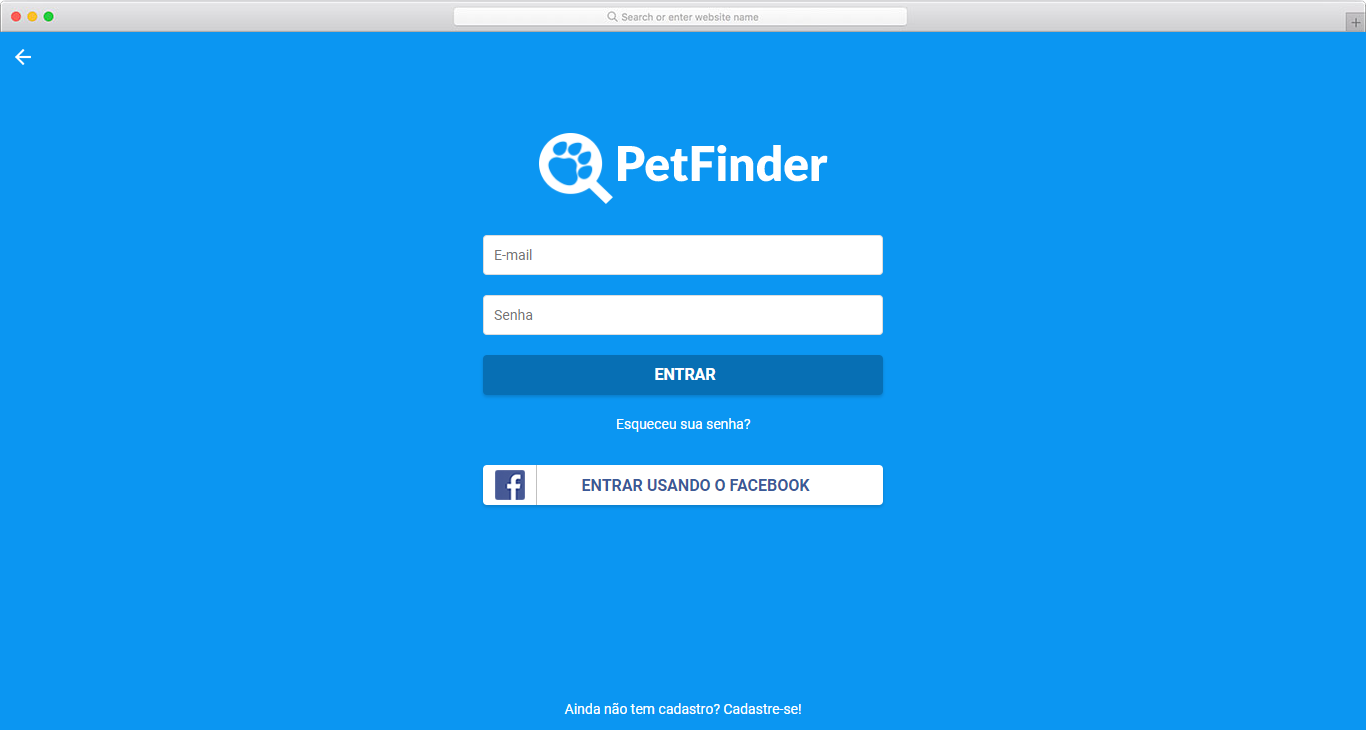 Search or enter website name
PetFinder
E-mail
Senha
ENTRAR
Esqueceu sua senha?
ENTRAR USANDO O FACEBOOK
Ainda não tem cadastro? Cadastre-se!